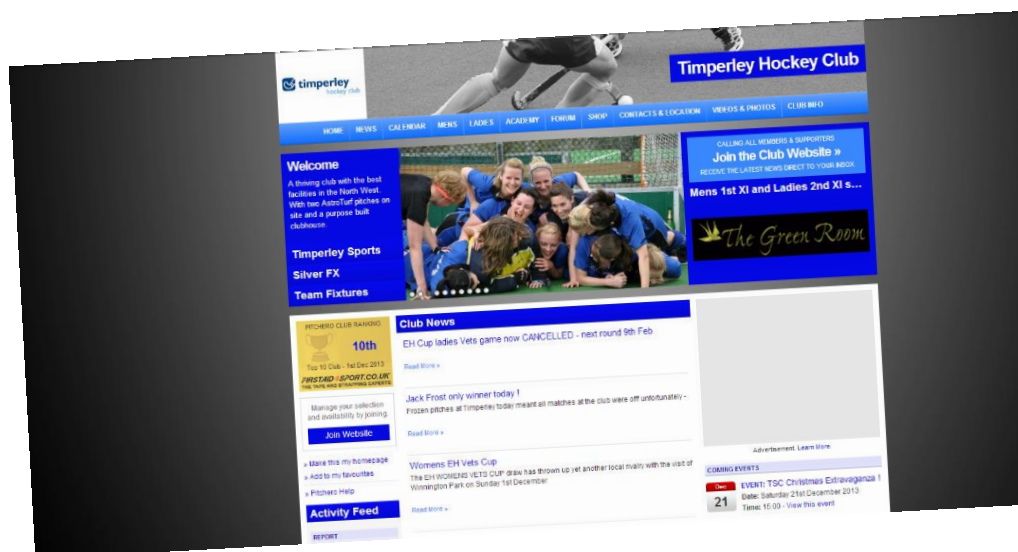 timperley
hockey club
Timperley Hockey Club
HOME NEWS CALENDAR MENS LADIES ACADEMY FORUM SHOP CONTACTS & LOCATION VIDEOS & PHOTOS CLUB INFO
Welcome
A thriving club with the best
facilities in the North West.
With two AstroTurf pitches on
site and a purpose built
clubhouse.
Timperley Sports
Silver FX
Team Fixtures
CALLING ALL MEMBERS & SUPPORTERS
Join the Club Website »
RECEIVE THE LATEST NEWS DIRECT TO YOUR INBOX
Mens 1st XI and Ladies 2nd XI s...
The Green Room
PITCHERO CLUB RANKING
10th
Top 10 Club - 1st Dec 2013
FIRSTAID4SPORT.CO.UK
THE TAPE AND STRAPPING EXPERTS
Manage your selection
and availability by joining.
Join Website
» Make this my homepage
» Add to my favourites
» Pitchero Help
Activity Feed
REPORT
Club News
EH Cup ladies Vets game now CANCELLED - next round 9th Feb
Read More »
Jack Frost only winner today !
Frozen pitches at Timperley today meant all matches at the club were off unfortunately -
Read More »
Womens EH Vets Cup
The EH WOMENS VETS CUP draw has thrown up yet another local rivalry with the visit of
Winnington Park on Sunday 1st December
Read More »
Advertisement. Learn More.
COMING EVENTS
Dec
21
EVENT: TSC Christmas Extravaganza !
Date: Saturday 21st December 2013
Time: 15:00 - View this event